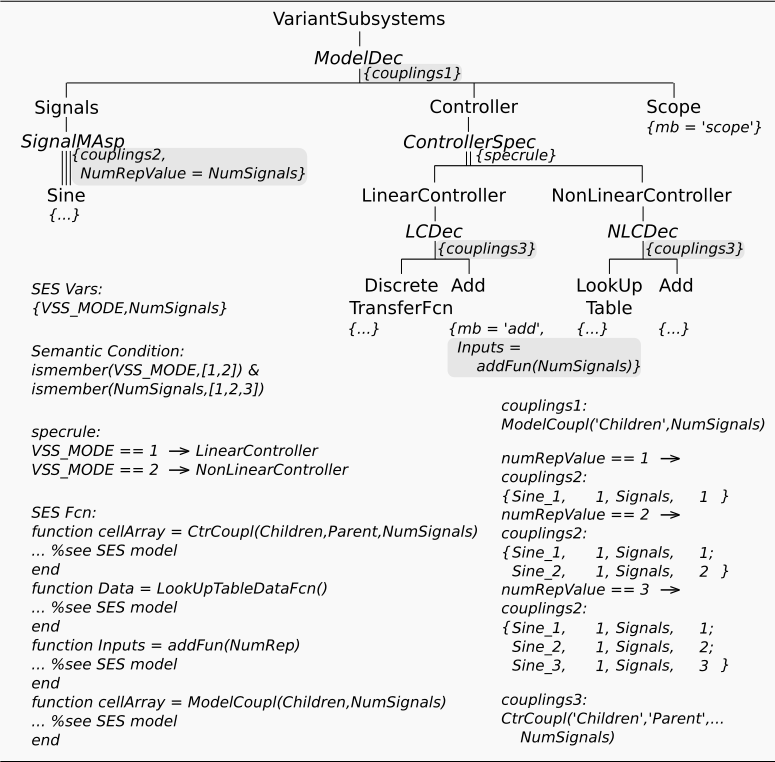 VariantSubsystems
ModelDec
{couplings1}
Signals
Controller
Scope
{mb = 'scope'}
SignalMAsp
{couplings2,
NumRepValue = NumSignals}
ControllerSpec
{specrule}
Sine
{...}
LinearController
NonLinearController
LCDec
{couplings3}
NLCDec
{couplings3}
Discrete
TransferFcn
{...}
Add
{mb = 'add',
Inputs =
addFun(NumSignals)}
LookUp
Table
{...}
Add
{...}
SES Vars:
{VSS_MODE,NumSignals}
Semantic Condition:
ismember(VSS_MODE,[1,2]) &
ismember(NumSignals,[1,2,3])
specrule:
VSS_MODE == 1 → LinearController
VSS_MODE == 2 → NonLinearController
SES Fcn:
function cellArray = CtrCoupl(Children,Parent,NumSignals)
... %see SES model
end
function Data = LookUpTableDataFcn()
... %see SES model
end
function Inputs = addFun(NumRep)
... %see SES model
end
function cellArray = ModelCoupl(Children,NumSignals)
... %see SES model
end
couplings1:
ModelCoupl('Children',NumSignals)
numRepValue == 1 →
couplings2:
{Sine_1, 1, Signals, 1 }
numRepValue == 2 →
couplings2:
{Sine_1, 1, Signals, 1;
Sine_2, 1, Signals, 2 }
numRepValue == 3 →
couplings2:
{Sine_1, 1, Signals, 1;
Sine_2, 1, Signals, 2;
Sine_3, 1, Signals, 3 }
couplings3:
CtrCoupl('Children','Parent',...
NumSignals)